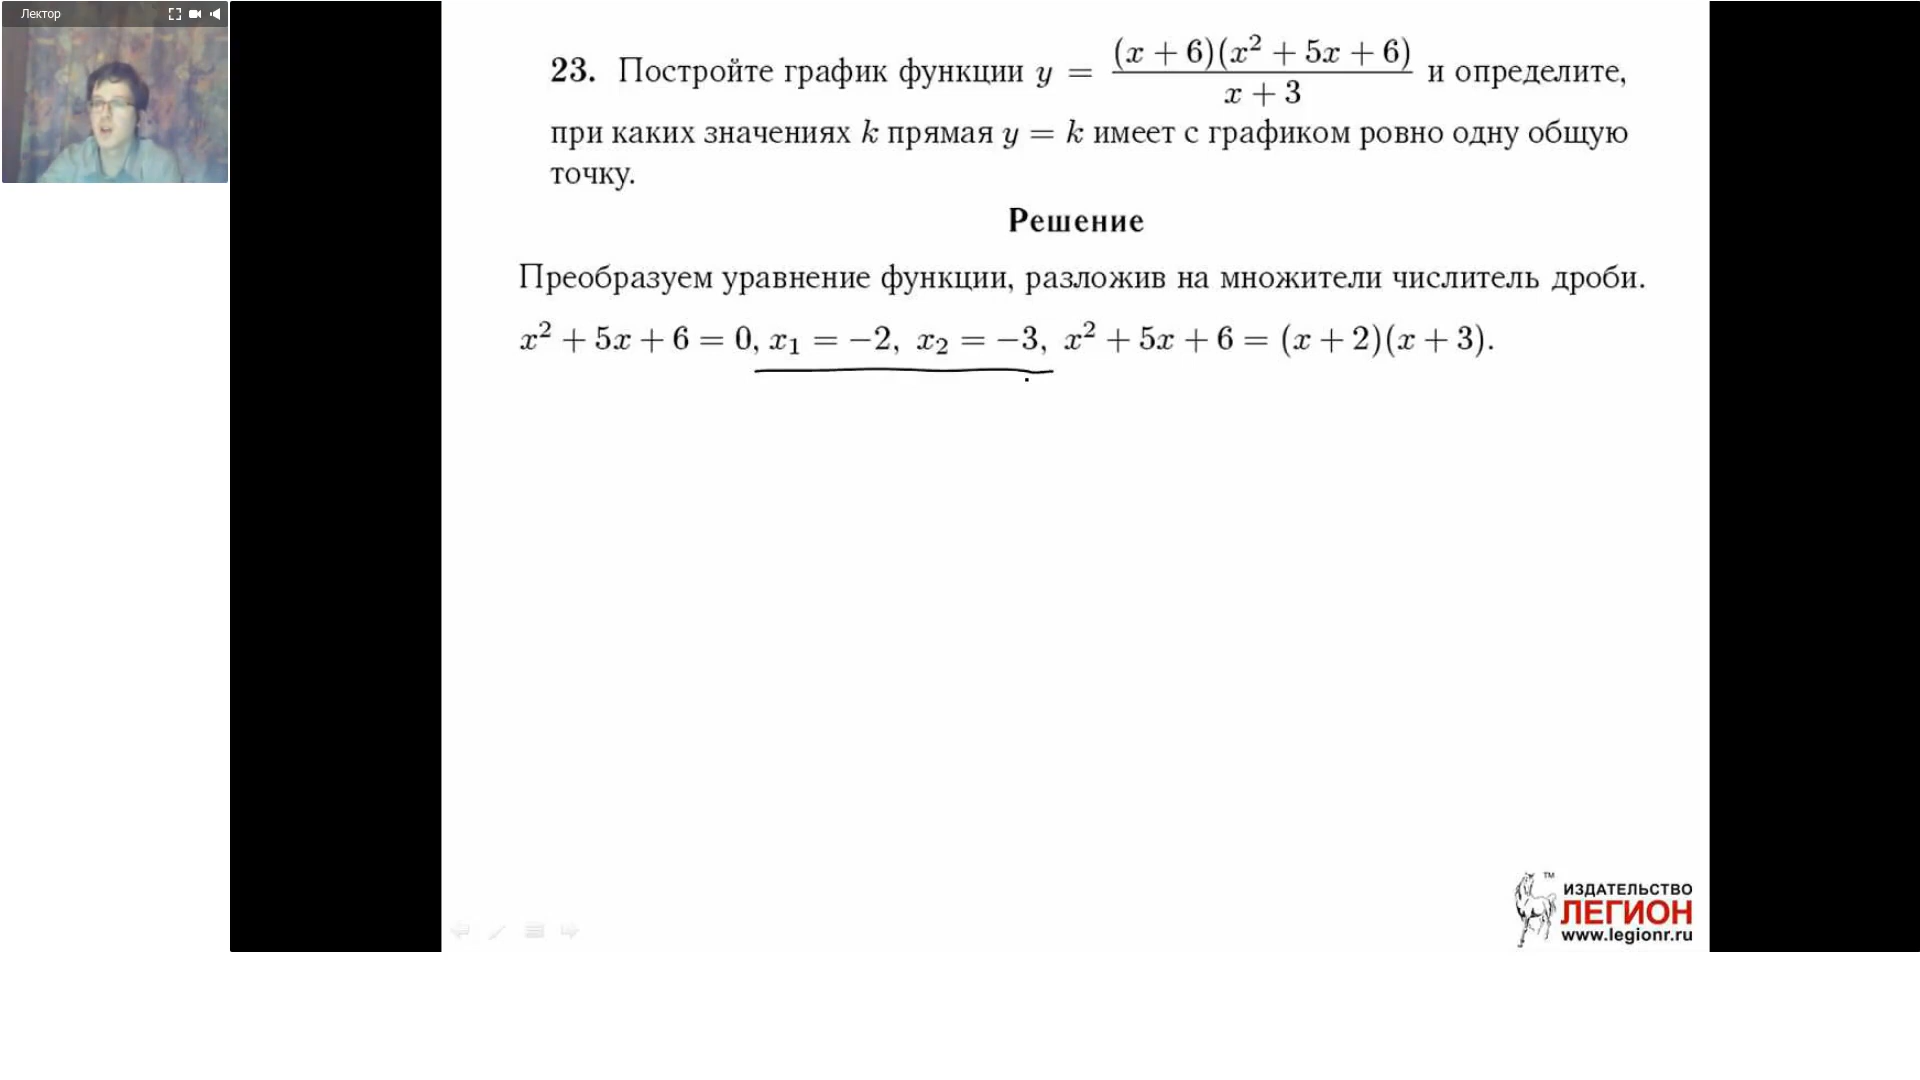 Лектор
23. Постройте график функции y = (x + 6)(x² + 5x + 6) / x + 3 и определите,
при каких значениях k прямая y = k имеет с графиком ровно одну общую
точку.
Решение
Преобразуем уравнение функции, разложив на множители числитель дроби.
x² + 5x + 6 = 0, x₁ = −2, x₂ = −3, x² + 5x + 6 = (x + 2)(x + 3).
TM
ИЗДАТЕЛЬСТВО
ЛЕГИОН
www.legionr.ru